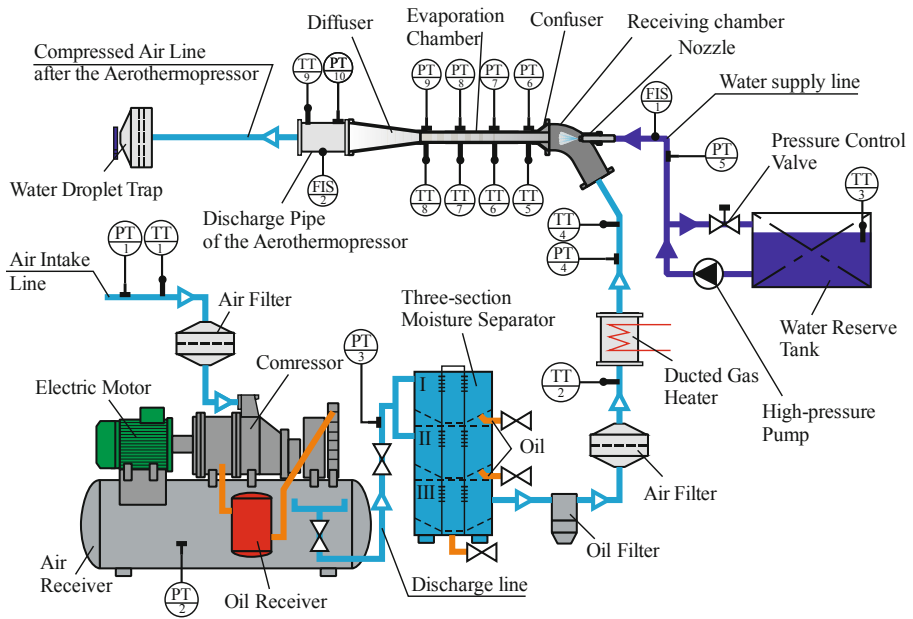 Diffuser
Evaporation
Chamber
Confuser
Receiving chamber
Nozzle
Compressed Air Line
after the Aerothermopressor
TT
9
PT
10
PT
9
PT
8
PT
7
PT
6
FIS
1
Water supply line
PT
5
Pressure Control
Valve
TT
3
Water Droplet Trap
FIS
2
TT
8
TT
7
TT
6
TT
5
Discharge Pipe
of the Aerothermopressor
TT
4
PT
4
PT
1
TT
1
Air Intake
Line
Air Filter
Three-section
Moisture Separator
Water Reserve
Tank
PT
3
Comressor
Electric Motor
I
II
III
Oil
TT
2
Ducted Gas
Heater
High-pressure
Pump
Air Filter
Oil Filter
Air
Receiver
PT
2
Oil Receiver
Discharge line